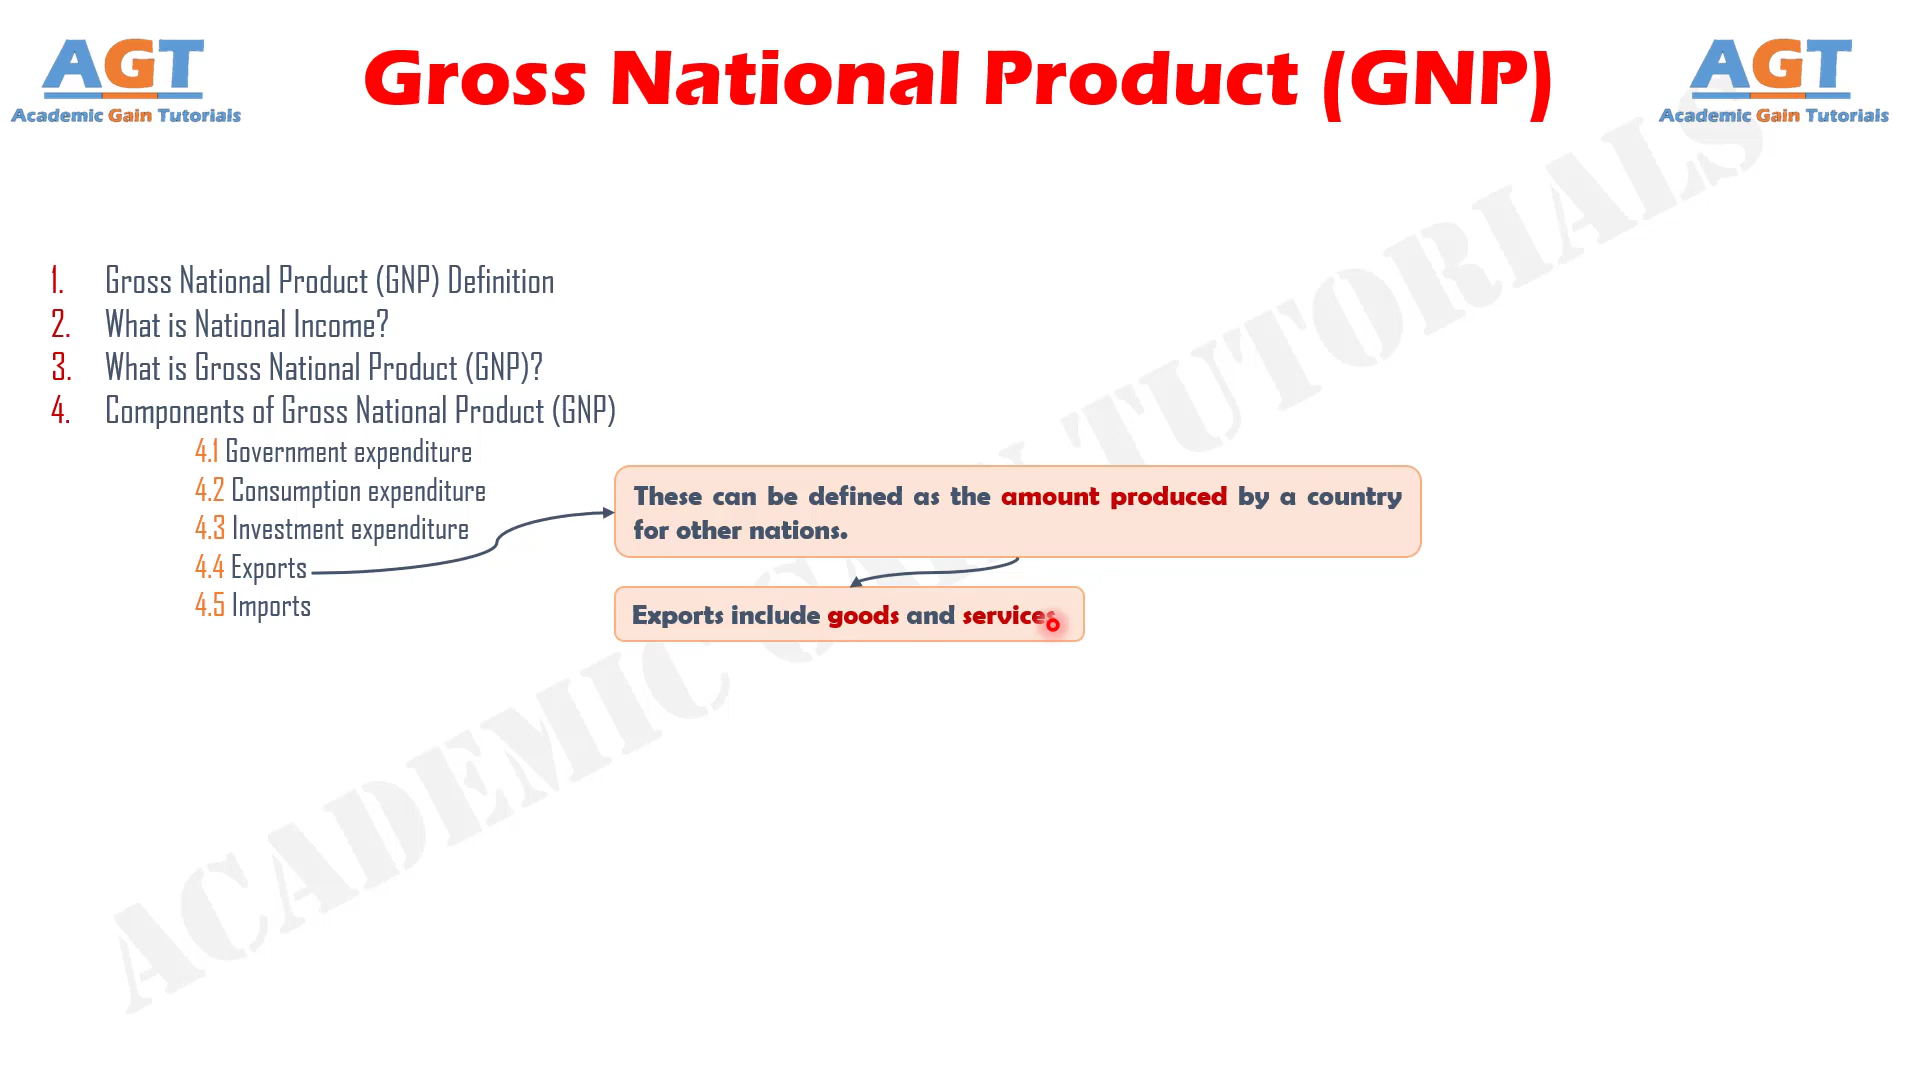 AGT
Academic Gain Tutorials
Gross National Product (GNP)
AGT
Academic Gain Tutorials
1. Gross National Product (GNP) Definition
2. What is National Income?
3. What is Gross National Product (GNP)?
4. Components of Gross National Product (GNP)
4.1 Government expenditure
4.2 Consumption expenditure
4.3 Investment expenditure
4.4 Exports
4.5 Imports
These can be defined as the amount produced by a country
for other nations.
Exports include goods and services
ACADEMIC GAIN TUTORIALS